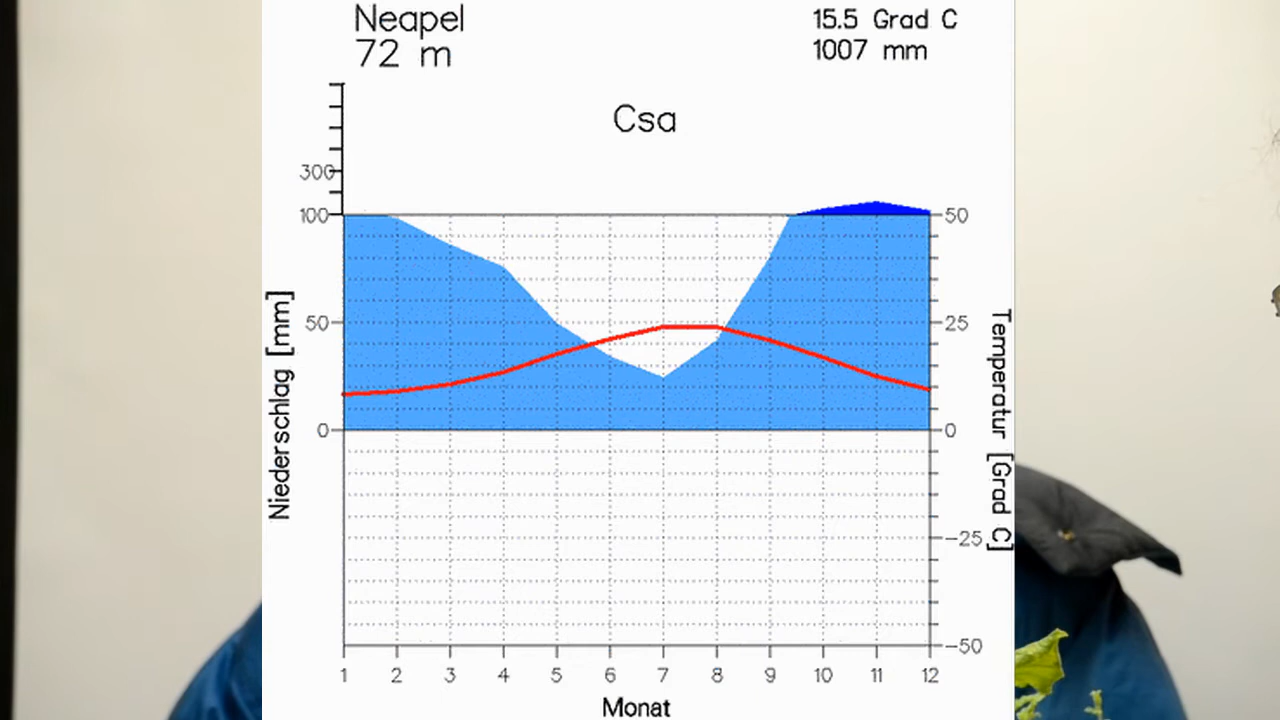 Neapel
72 m
15.5 Grad C
1007 mm
Csa
300
100
50
0
50
25
0
-25
-50
Niederschlag [mm]
Temperatur [Grad C]
1 2 3 4 5 6 7 8 9 10 11 12
Monat